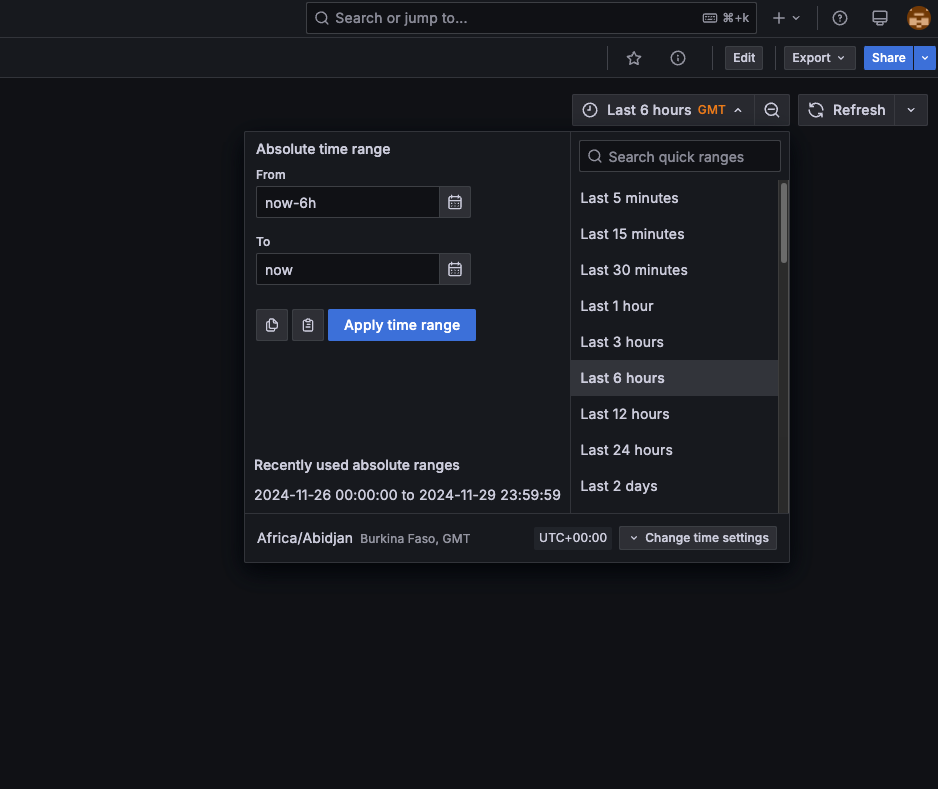 Search or jump to... ⌘+k
Edit Export Share
Last 6 hours GMT Refresh
Absolute time range
From
now-6h
To
now
Apply time range
Recently used absolute ranges
2024-11-26 00:00:00 to 2024-11-29 23:59:59
Search quick ranges
Last 5 minutes
Last 15 minutes
Last 30 minutes
Last 1 hour
Last 3 hours
Last 6 hours
Last 12 hours
Last 24 hours
Last 2 days
Africa/Abidjan Burkina Faso, GMT UTC+00:00 Change time settings